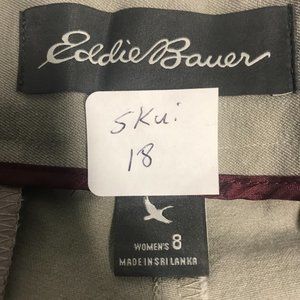 Eddie Bauer
SKU:
18
WOMEN'S 8
MADE IN SRI LANKA